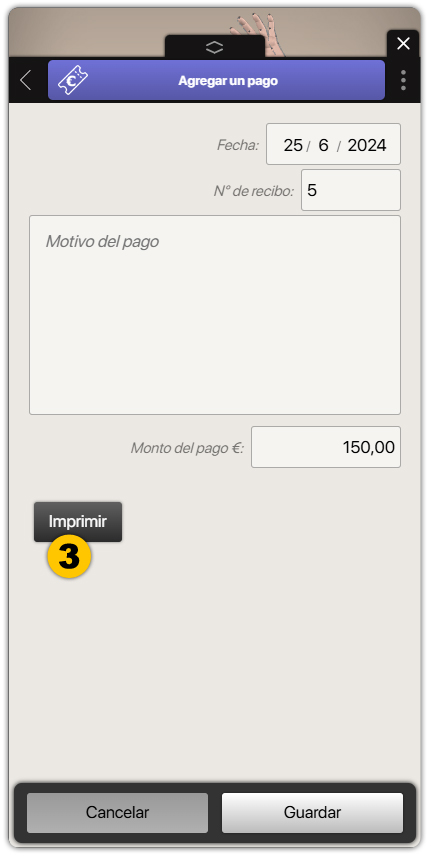 € Agregar un pago
Fecha: 25 / 6 / 2024
N° de recibo: 5
Motivo del pago
Monto del pago €: 150,00
Imprimir
3
Cancelar Guardar